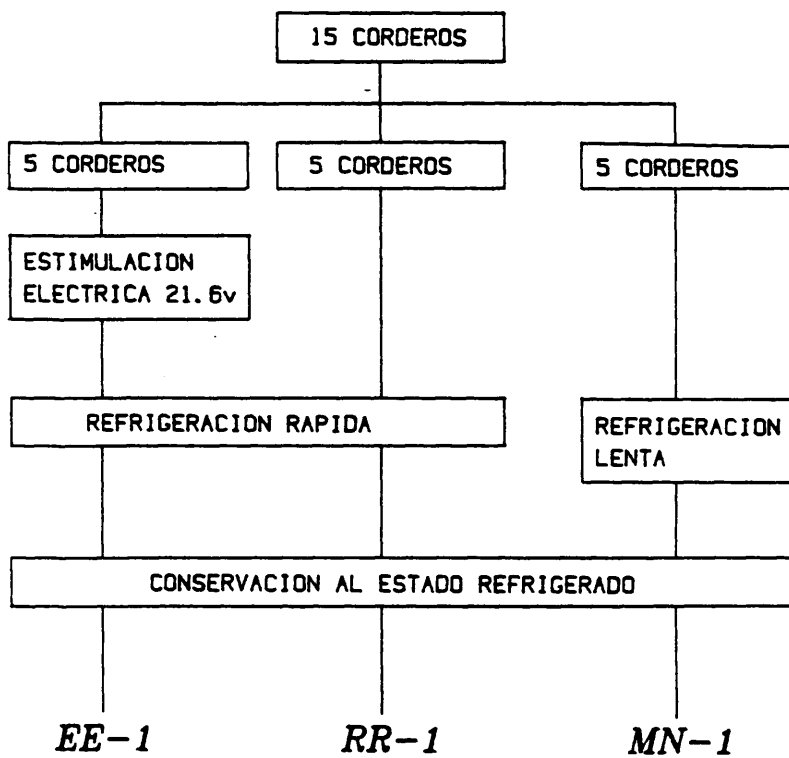 15 CORDEROS
5 CORDEROS
5 CORDEROS
5 CORDEROS
ESTIMULACION
ELECTRICA 21.6v
REFRIGERACION RAPIDA
REFRIGERACION
LENTA
CONSERVACION AL ESTADO REFRIGERADO
EE-1
RR-1
MN-1